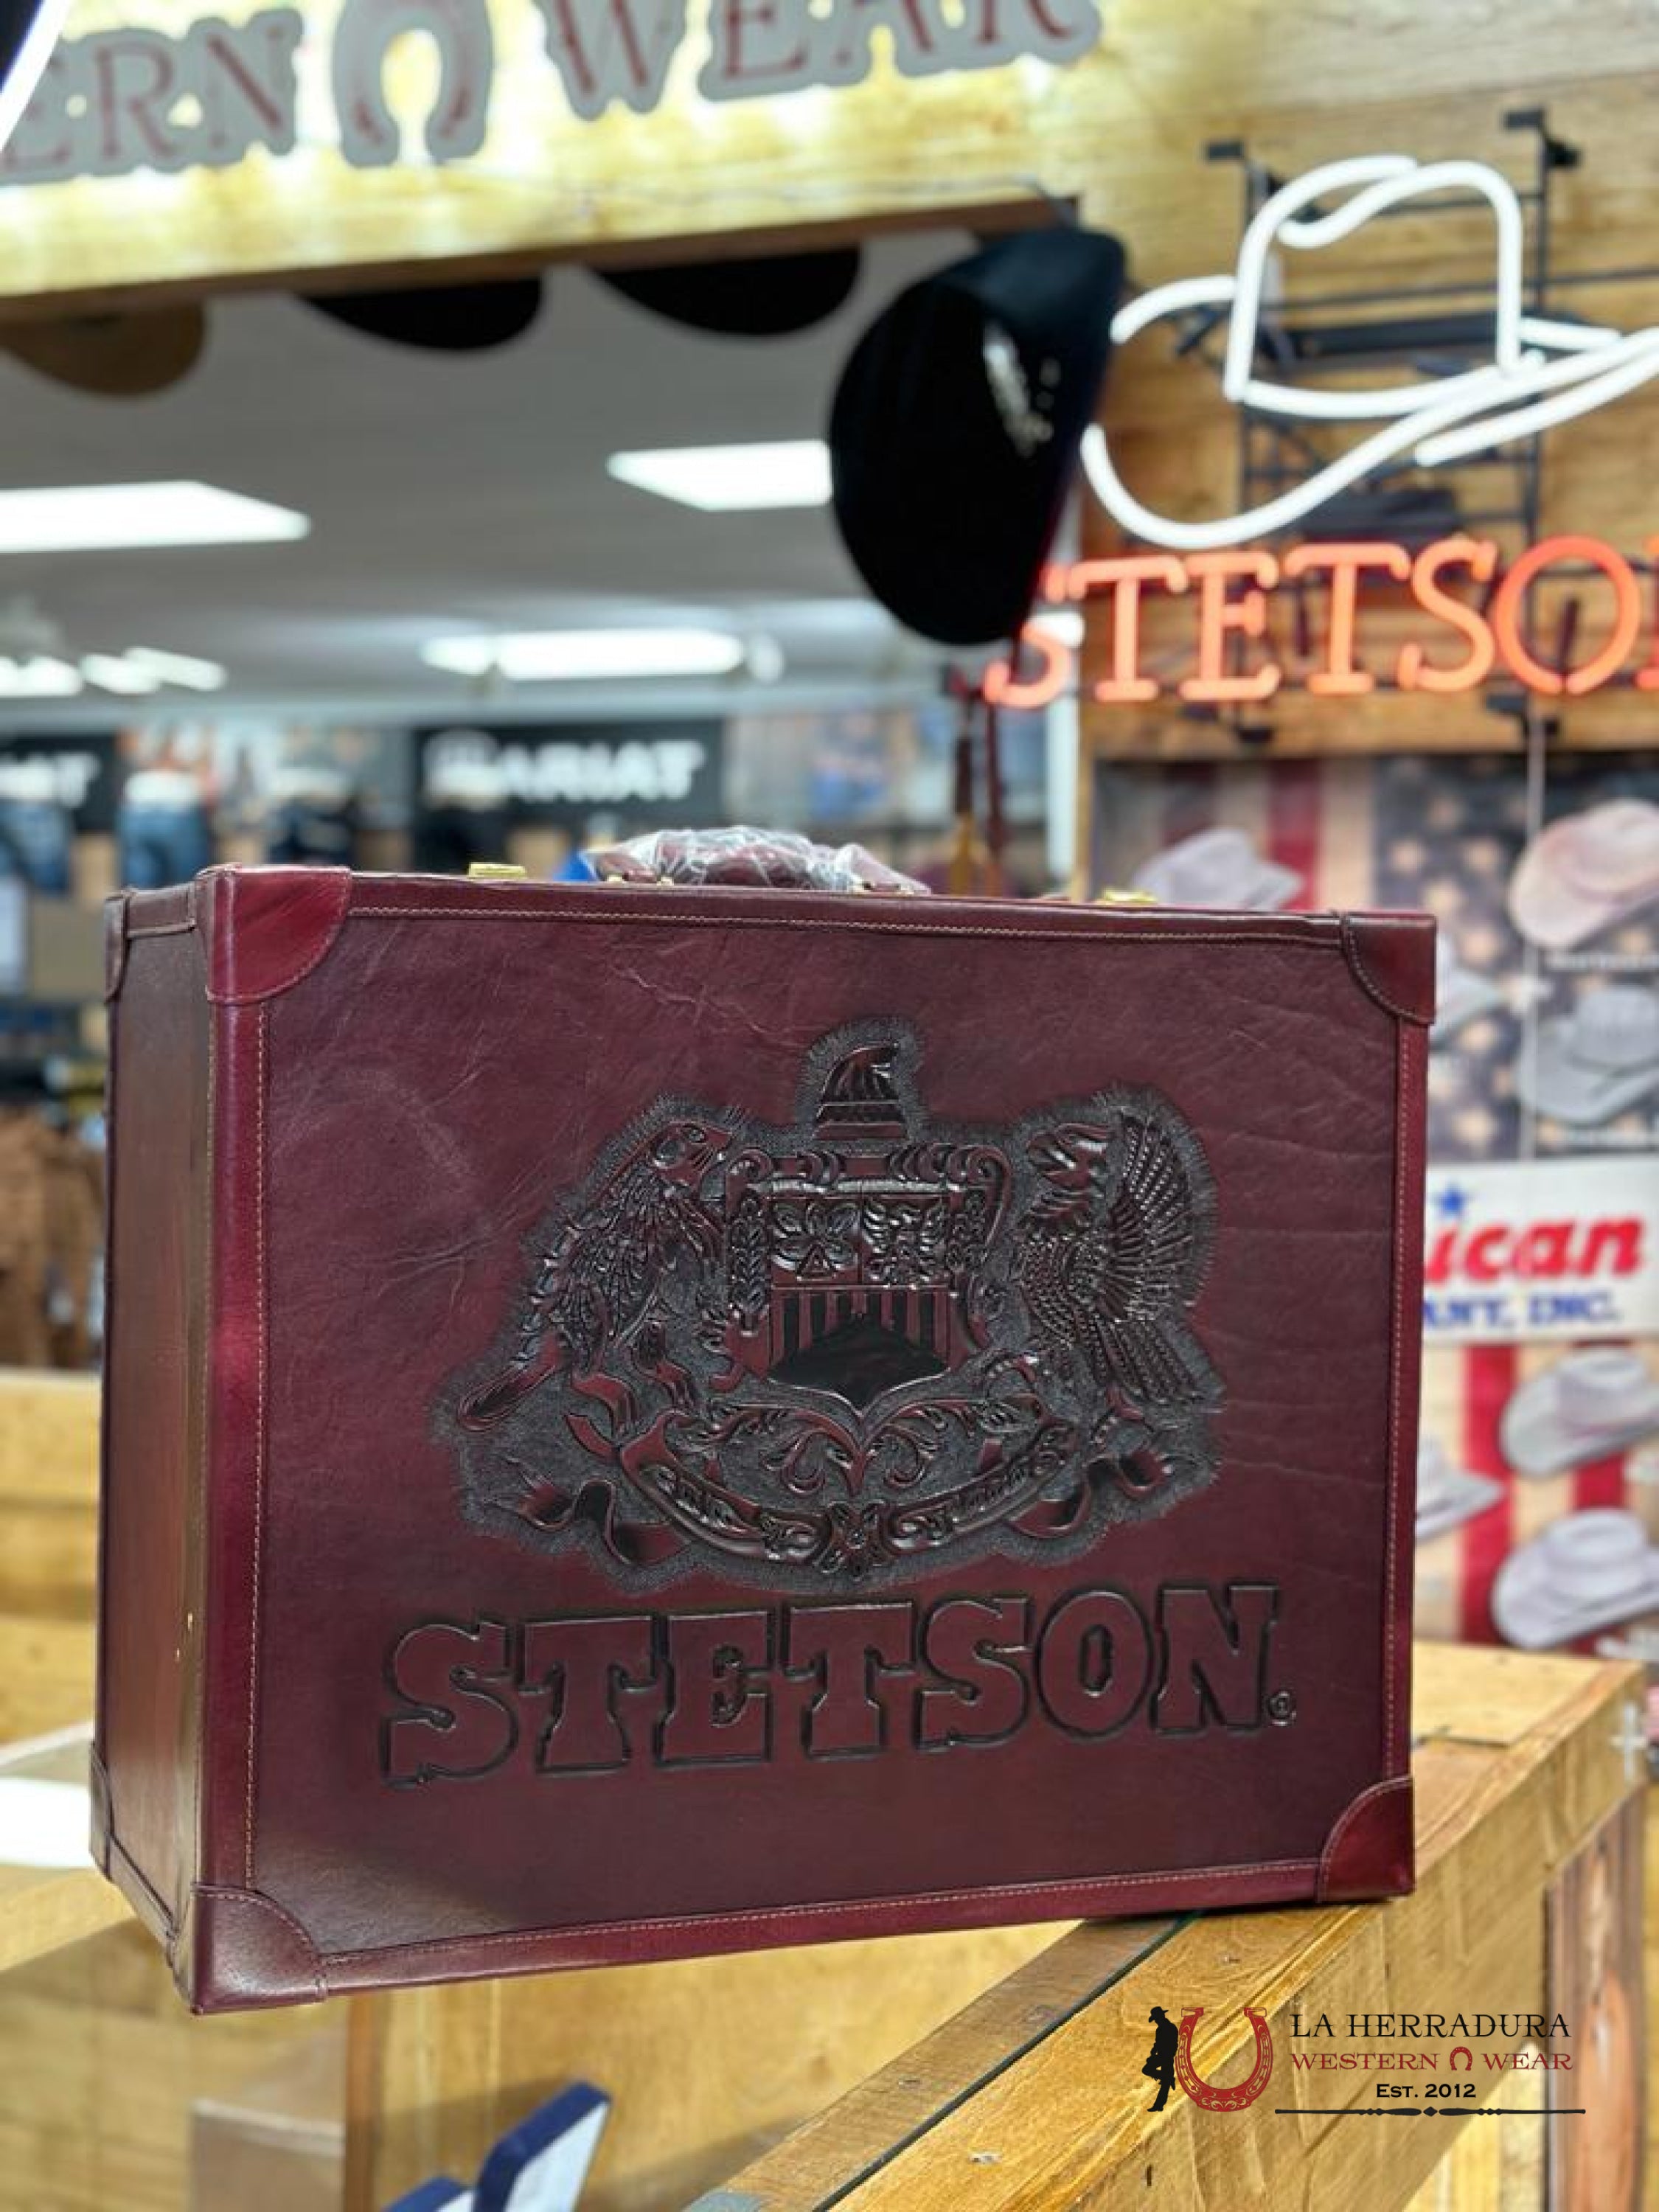 ERN WEAR
STETSO
ARIAT
ican
ANY, INC.
STETSON®
LA HERRADURA
WESTERN WEAR
EST. 2012